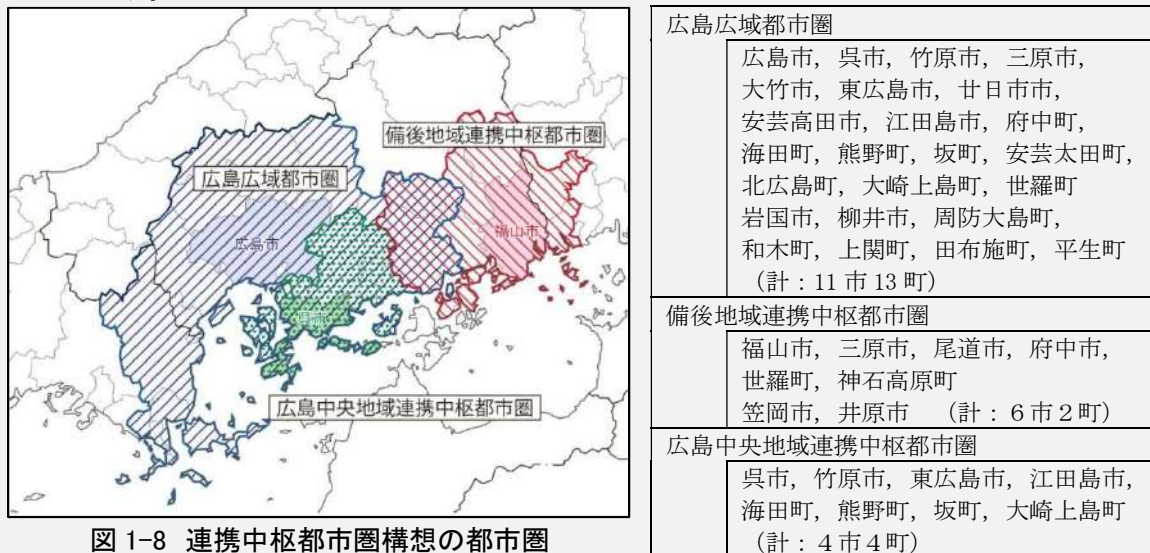 備後地域連携中枢都市圏
広島広域都市圏
広島市
福山市
呉市
広島中央地域連携中枢都市圏
図 1-8 連携中枢都市圏構想の都市圏
広島広域都市圏
広島市，呉市，竹原市，三原市，
大竹市，東広島市，廿日市市，
安芸高田市，江田島市，府中町，
海田町，熊野町，坂町，安芸太田町，
北広島町，大崎上島町，世羅町
岩国市，柳井市，周防大島町，
和木町，上関町，田布施町，平生町
（計：11 市 13 町）
備後地域連携中枢都市圏
福山市，三原市，尾道市，府中市，
世羅町，神石高原町
笠岡市，井原市　（計：６市２町）
広島中央地域連携中枢都市圏
呉市，竹原市，東広島市，江田島市，
海田町，熊野町，坂町，大崎上島町
（計：４市４町）